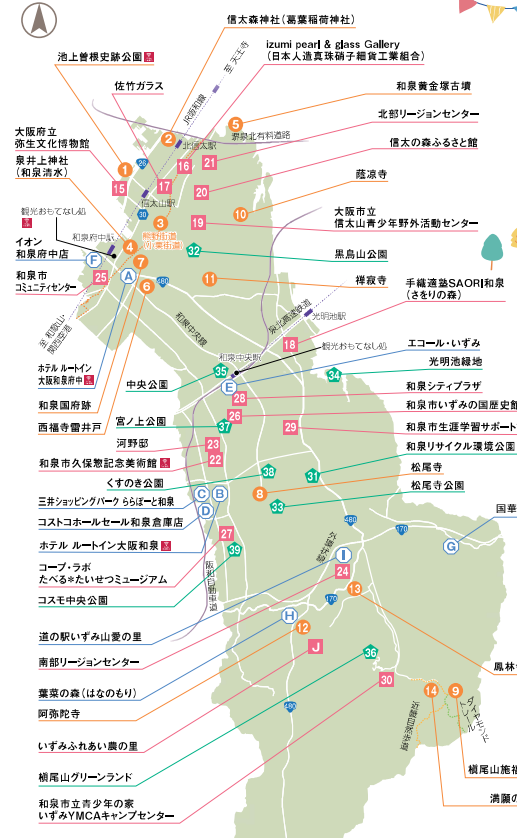 信太森神社(葛葉稲荷神社)
izumi pearl & glass Gallery
(日本人造真珠硝子細貨工業組合)
池上曽根史跡公園
佐竹ガラス
至 天王寺
JR阪和線
5
和泉黄金塚古墳
堺泉北有料道路
2
北信太駅
北部リージョンセンター
大阪府立
弥生文化博物館
1
26
16
21
信太の森ふるさと館
泉井上神社
(和泉清水)
15
17
信太山駅
20
蔭凉寺
30
10
観光おもてなし処
3
熊野街道
(小栗街道)
19
大阪市立
信太山青少年野外活動センター
和泉府中駅
4
32
黒鳥山公園
イオン
和泉府中店
F
7
和泉市
コミュニティセンター
25
A
6
480
11
禅寂寺
手織適塾SAORI和泉
(さをりの森)
至 和歌山・
関西空港
和泉中央線
泉北高速鉄道
光明池駅
18
観光おもてなし処
ホテル ルートイン
大阪和泉府中
和泉中央駅
エコール・いずみ
中央公園
35
E
34
光明池緑地
和泉国府跡
28
和泉シティプラザ
西福寺雷井戸
宮ノ上公園
37
26
和泉市いずみの国歴史館
河野邸
23
29
和泉市生涯学習サポート
和泉市久保惣記念美術館
22
和泉リサイクル環境公園
くすのき公園
38
31
松尾寺
三井ショッピングパーク ららぽーと和泉
C
B
8
33
松尾寺公園
コストコホールセール和泉倉庫店
D
ホテル ルートイン大阪和泉
27
480
170
国華
G
外環状線
コープ・ラボ
たべる*たいせつミュージアム
39
I
コスモ中央公園
阪和自動車道
24
13
170
道の駅いずみ山愛の里
H
南部リージョンセンター
12
J
36
鳳林
葉菜の森(はなのもり)
30
阿弥陀寺
14
9
ダイヤモンド
トレール
いずみふれあい農の里
480
近畿自然歩道
槇尾山グリーンランド
槇尾山施福
和泉市立青少年の家
いずみYMCAキャンプセンター
満願の